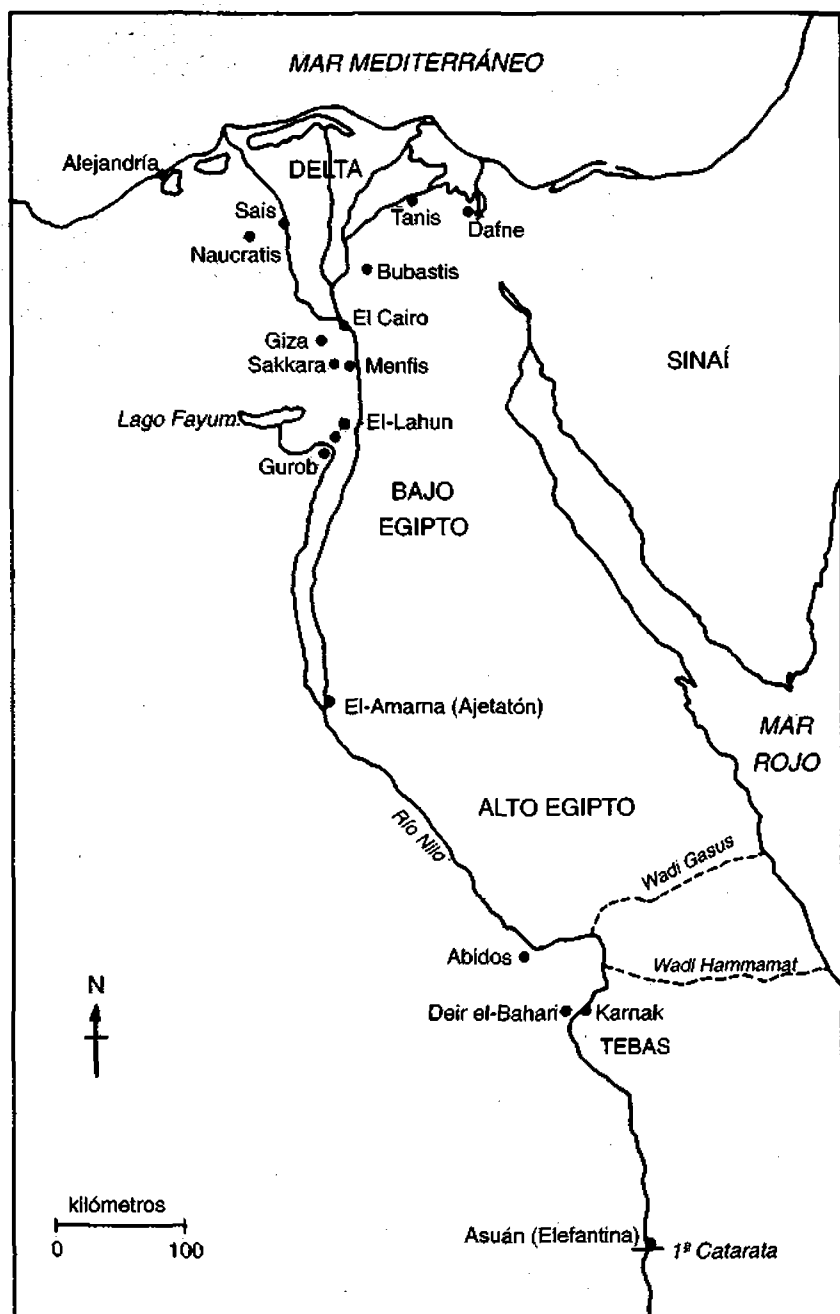 MAR MEDITERRÁNEO
Alejandría
DELTA
Sais
Tanis
Dafne
Naucratis
Bubastis
El Cairo
Giza
Sakkara
Menfis
SINAÍ
Lago Fayum
El-Lahun
Gurob
BAJO
EGIPTO
El-Amarna (Ajetatón)
MAR
ROJO
ALTO EGIPTO
Río Nilo
Wadi Gasus
Abidos
Wadi Hammamat
N
Deir el-Bahari
Karnak
TEBAS
kilómetros
0 100
Asuán (Elefantina)
1ª Catarata